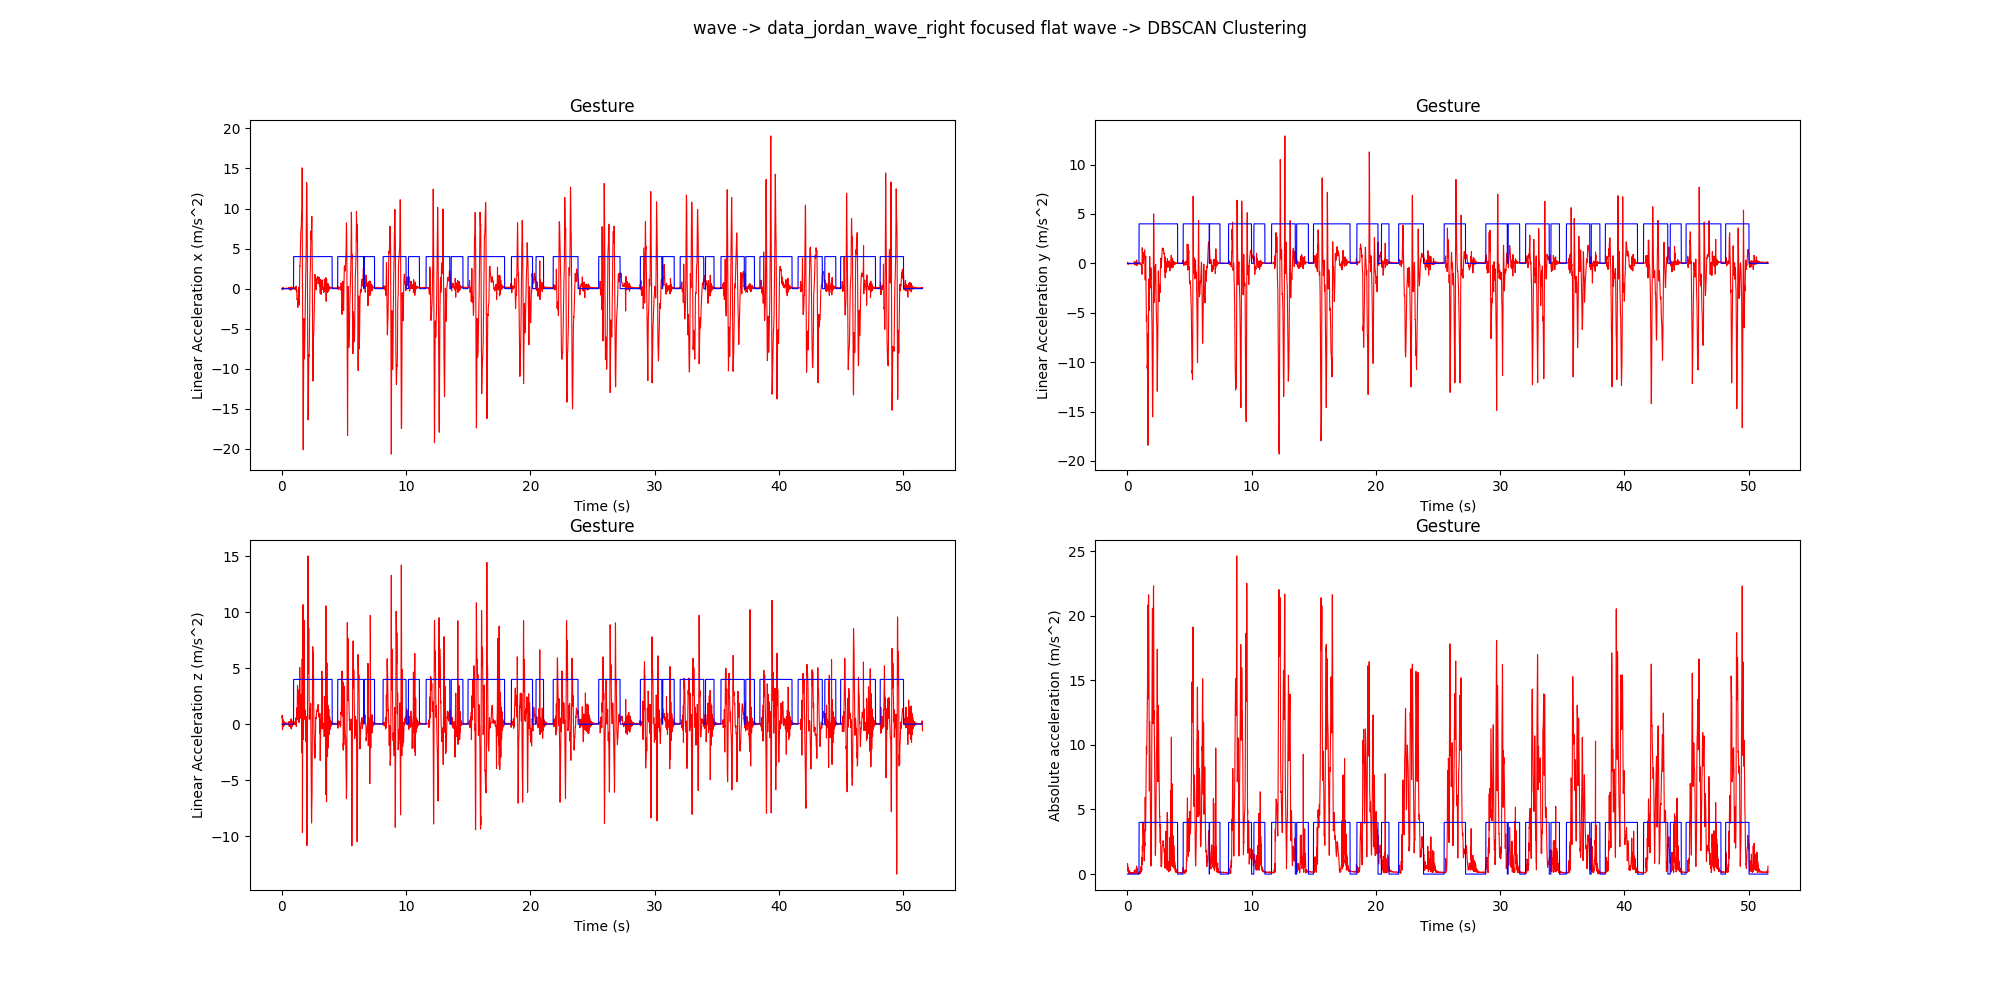 wave -> data_jordan_wave_right focused flat wave -> DBSCAN Clustering
Gesture
Linear Acceleration x (m/s^2)
20
15
10
5
0
−5
−10
−15
−20
0 10 20 30 40 50
Time (s)
Gesture
Linear Acceleration y (m/s^2)
10
5
0
−5
−10
−15
−20
0 10 20 30 40 50
Time (s)
Gesture
Linear Acceleration z (m/s^2)
15
10
5
0
−5
−10
0 10 20 30 40 50
Time (s)
Gesture
Absolute acceleration (m/s^2)
25
20
15
10
5
0
0 10 20 30 40 50
Time (s)